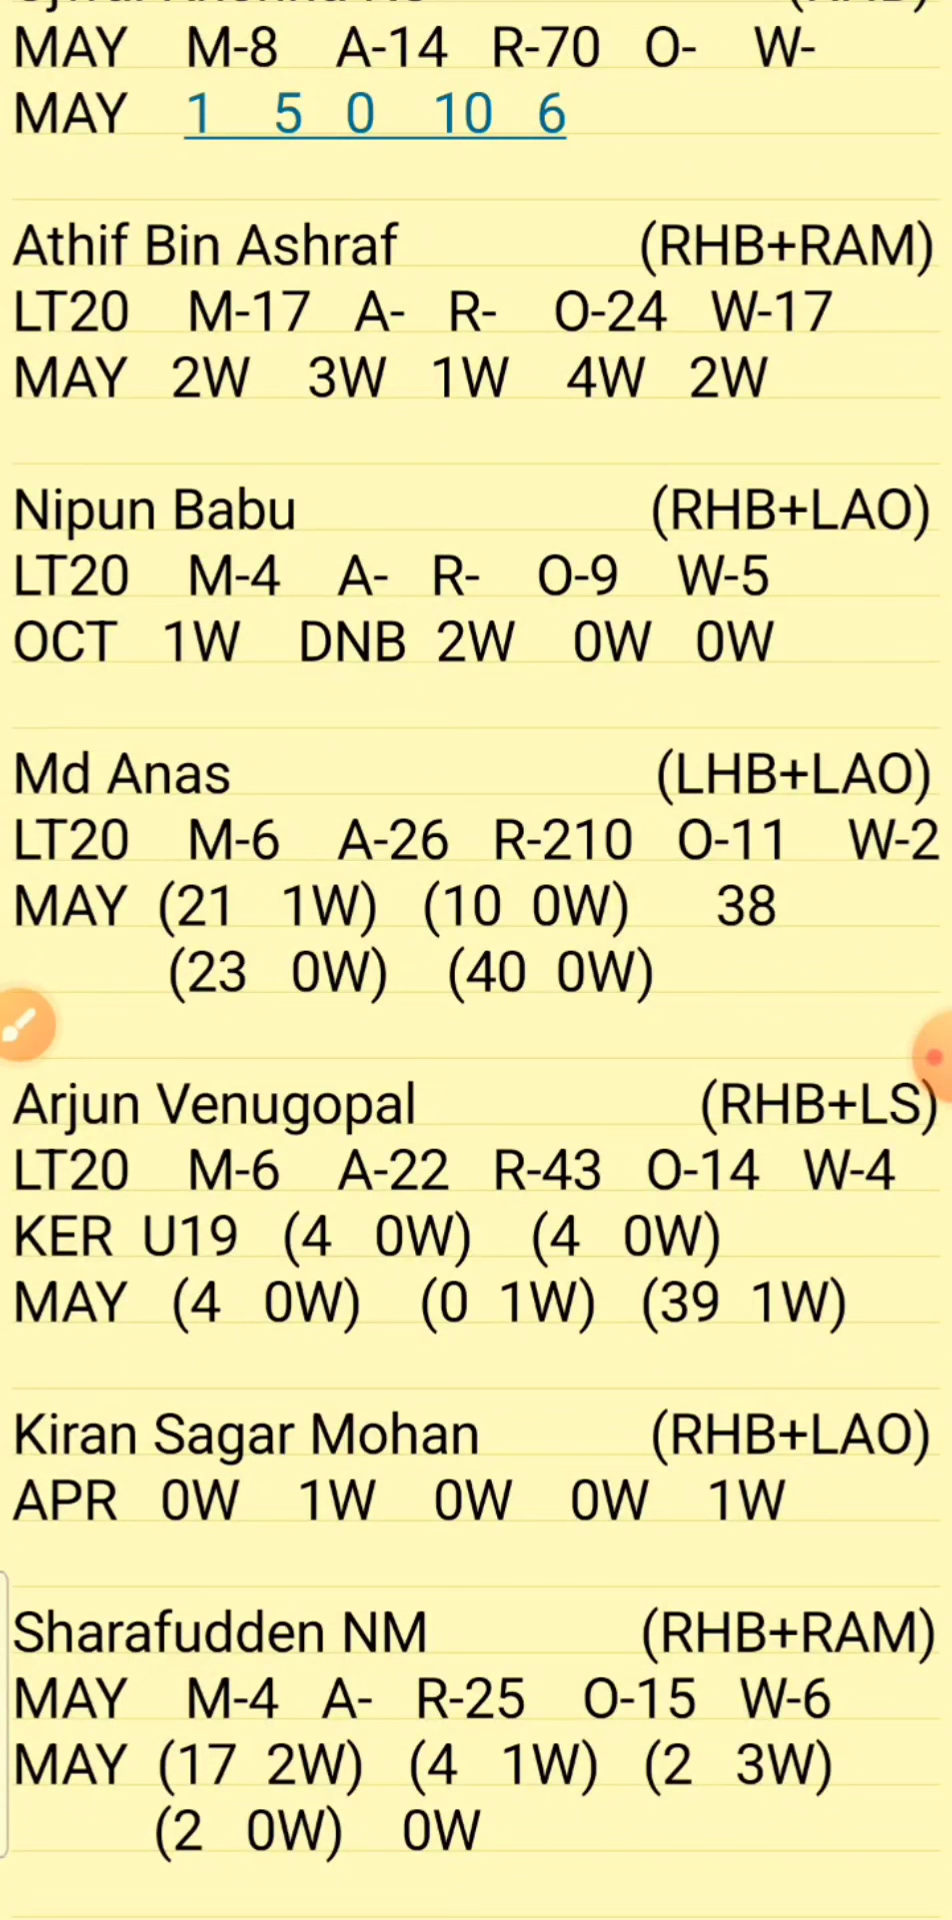 MAY M-8 A-14 R-70 O- W-
MAY 1 5 0 10 6
Athif Bin Ashraf (RHB+RAM)
LT20 M-17 A- R- O-24 W-17
MAY 2W 3W 1W 4W 2W
Nipun Babu (RHB+LAO)
LT20 M-4 A- R- O-9 W-5
OCT 1W DNB 2W 0W 0W
Md Anas (LHB+LAO)
LT20 M-6 A-26 R-210 O-11 W-2
MAY (21 1W) (10 0W) 38
(23 0W) (40 0W)
Arjun Venugopal (RHB+LS)
LT20 M-6 A-22 R-43 O-14 W-4
KER U19 (4 0W) (4 0W)
MAY (4 0W) (0 1W) (39 1W)
Kiran Sagar Mohan (RHB+LAO)
APR 0W 1W 0W 0W 1W
Sharafudden NM (RHB+RAM)
MAY M-4 A- R-25 O-15 W-6
MAY (17 2W) (4 1W) (2 3W)
(2 0W) 0W